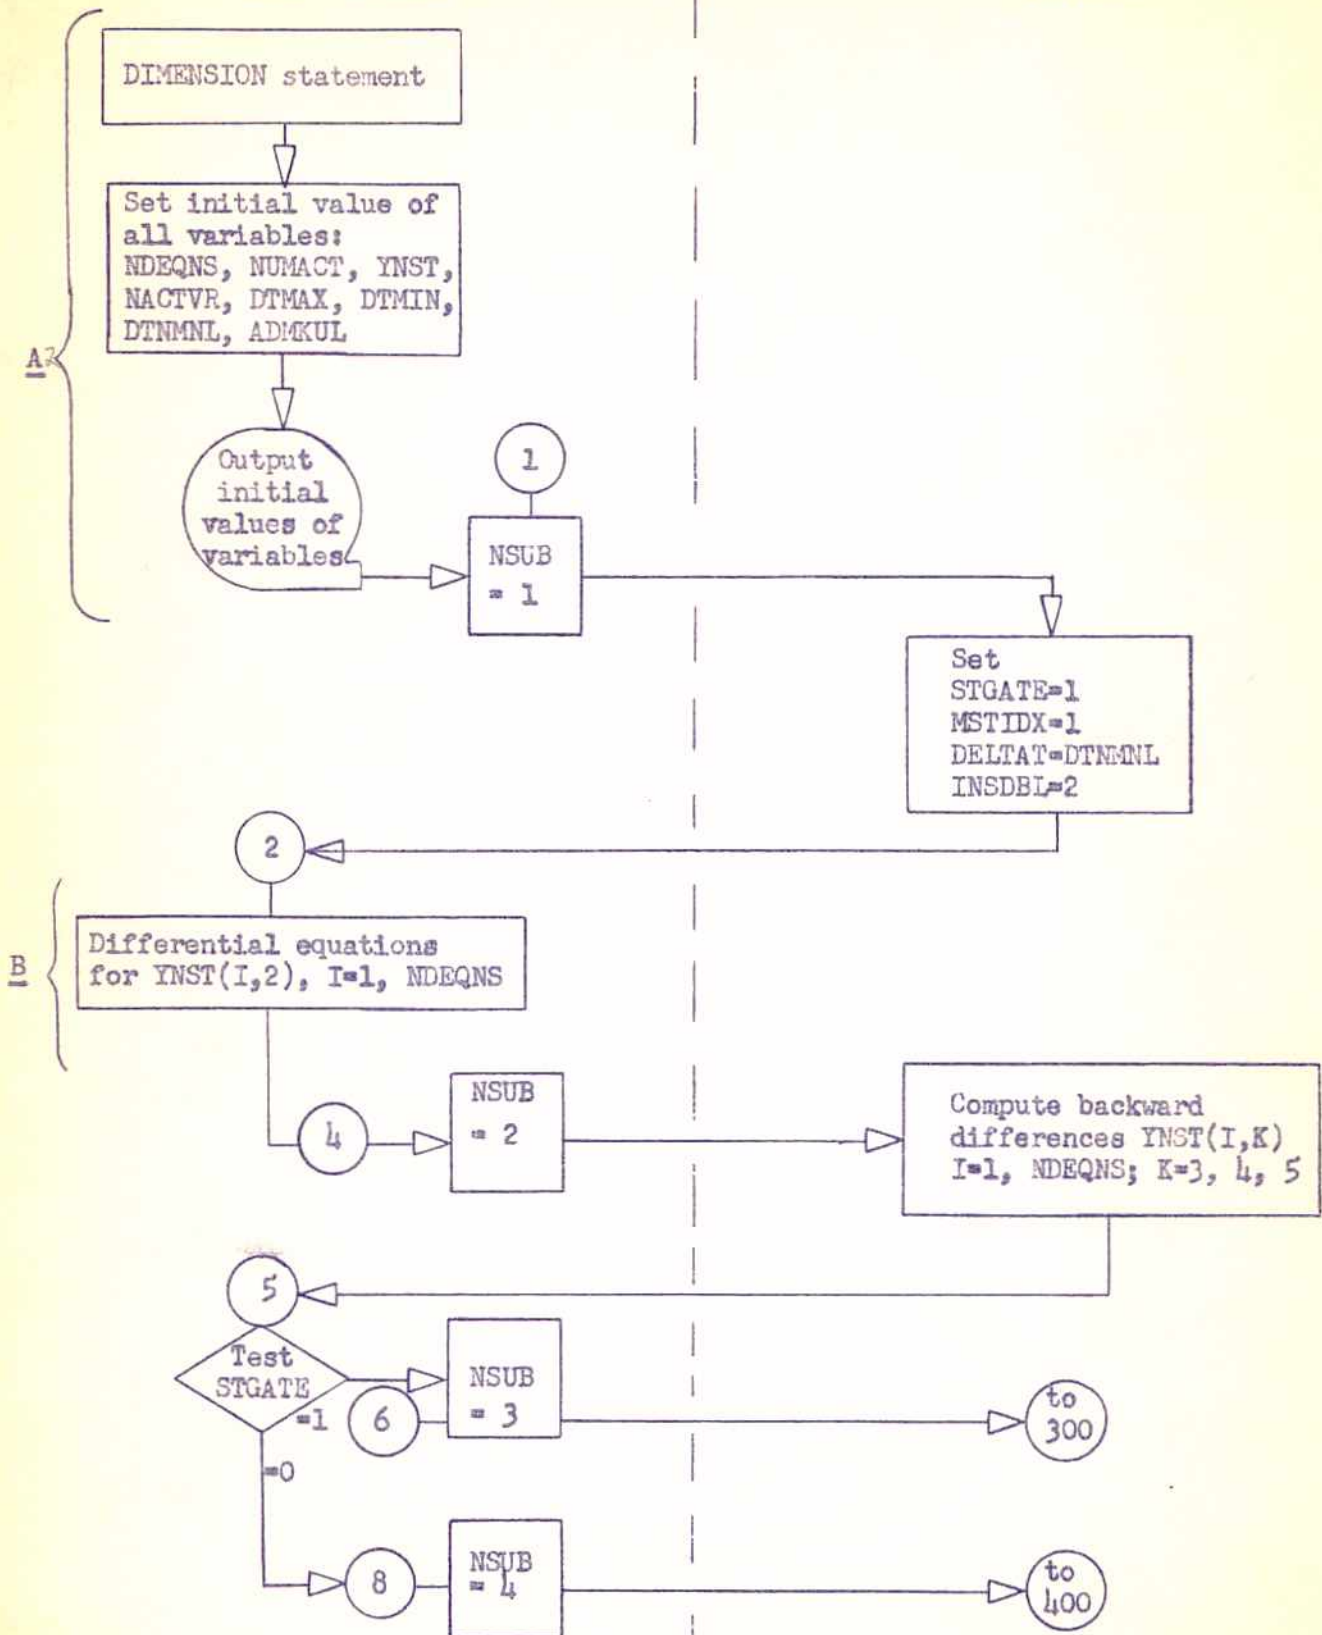 DIMENSION statement
Set initial value of
all variables:
NDEQNS, NUMACT, YNST,
NACTVR, DTMAX, DTMIN,
DTNMNL, ADMKUL
A
Output
initial
values of
variables
1
NSUB
= 1
Set
STGATE=1
MSTIDX=1
DELTAT=DTNMNL
INSDBL=2
2
B
Differential equations
for YNST(I,2), I=1, NDEQNS
4
NSUB
= 2
Compute backward
differences YNST(I,K)
I=1, NDEQNS; K=3, 4, 5
5
Test
STGATE
=1
6
NSUB
= 3
to
300
=0
8
NSUB
= 4
to
400